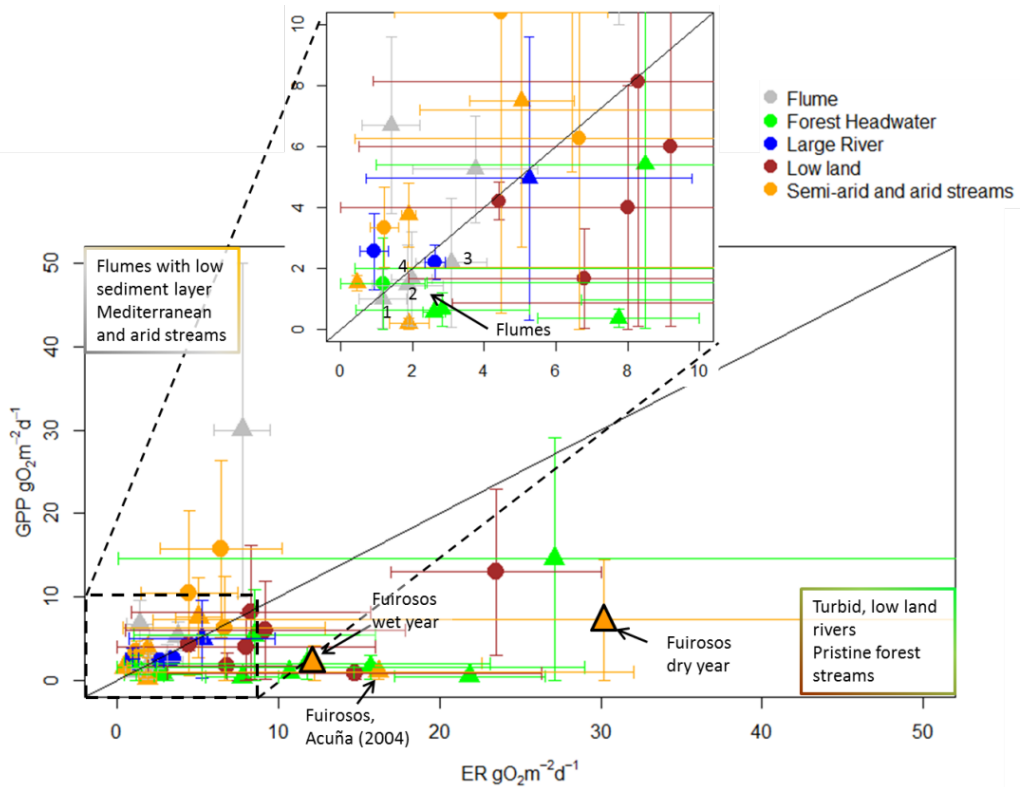 10
8
6
4
2
0
4
3
2
1
Flumes
0
2
4
6
8
10
Flume
Forest Headwater
Large River
Low land
Semi-arid and arid streams
50
40
30
20
10
0
GPP gO₂m⁻²d⁻¹
Flumes with low
sediment layer
Mediterranean
and arid streams
Fuirosos
wet year
Fuirosos
dry year
Fuirosos,
Acuña (2004)
Turbid, low land
rivers
Pristine forest
streams
0
10
20
30
40
50
ER gO₂m⁻²d⁻¹